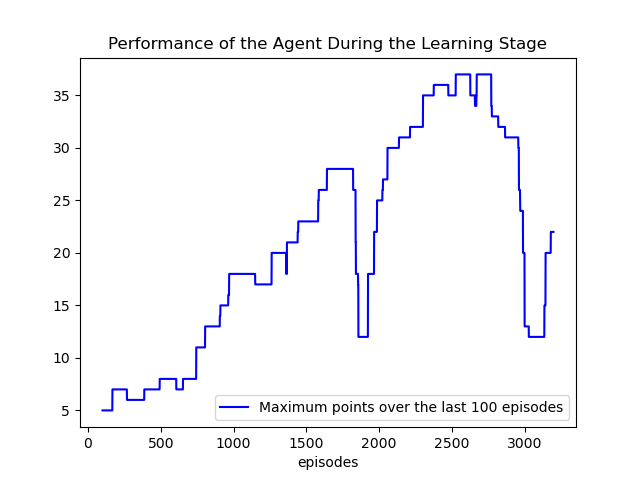 Performance of the Agent During the Learning Stage
35
30
25
20
15
10
5
Maximum points over the last 100 episodes
0 500 1000 1500 2000 2500 3000
episodes